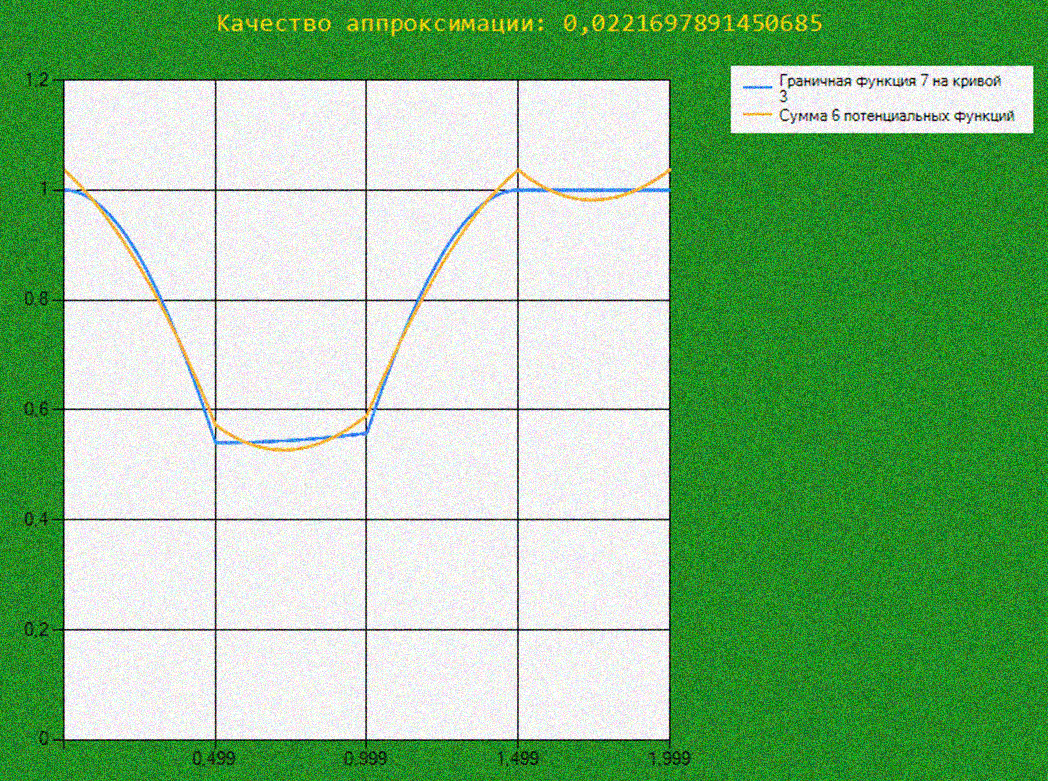 Качество аппроксимации: 0,0221697891450685
Граничная Функция 7 на кривой
3
Сумма 6 потенциальных Функций
1,2
1
0,8
0,6
0,4
0,2
0
0,499 0,999 1,499 1,999